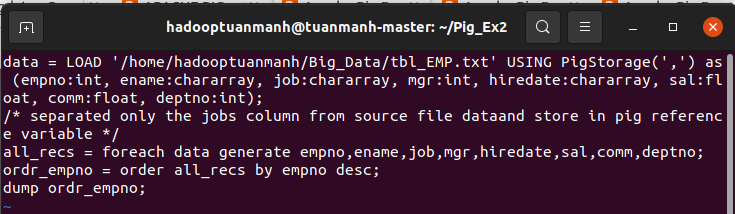 hadooptuanmanh@tuanmanh-master: ~/Pig_Ex2
data = LOAD '/home/hadooptuanmanh/Big_Data/tbl_EMP.txt' USING PigStorage(',') as
 (empno:int, ename:chararray, job:chararray, mgr:int, hiredate:chararray, sal:fl
oat, comm:float, deptno:int);
/* separated only the jobs column from source file dataand store in pig referenc
e variable */
all_recs = foreach data generate empno,ename,job,mgr,hiredate,sal,comm,deptno;
ordr_empno = order all_recs by empno desc;
dump ordr_empno;
~